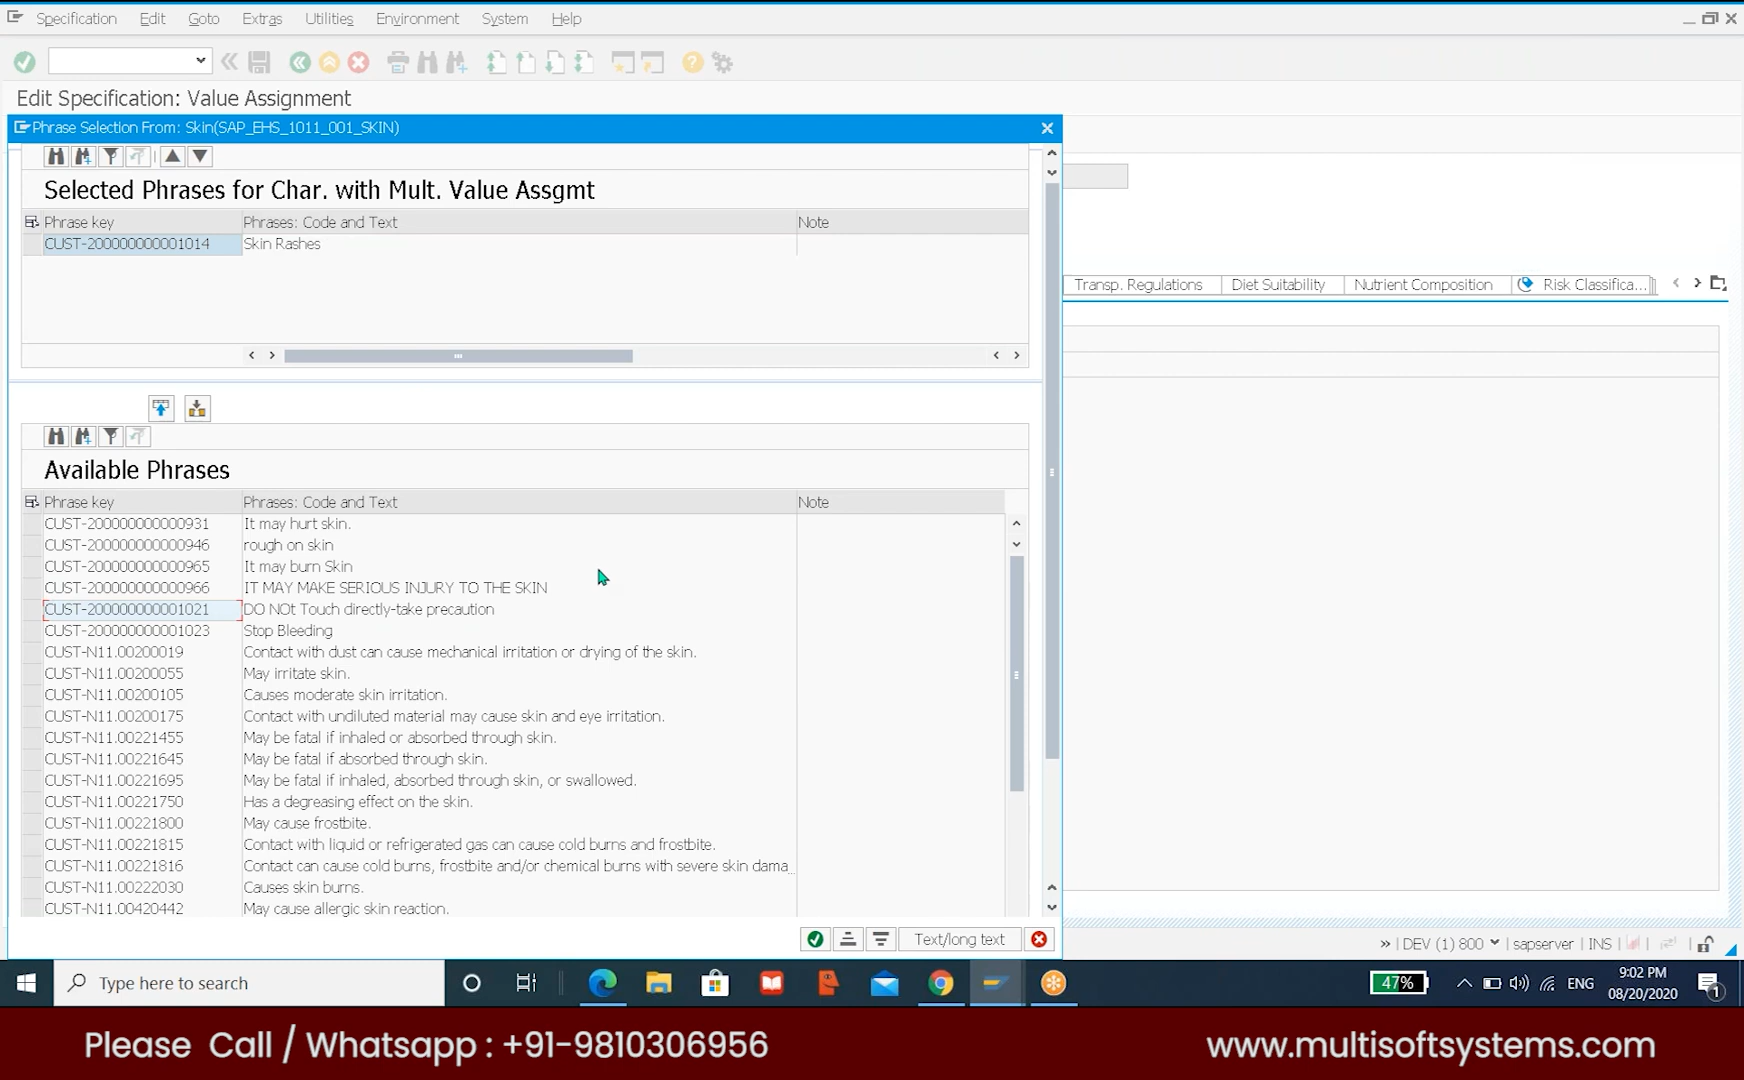 Specification Edit Goto Extras Utilities Environment System Help
Edit Specification: Value Assignment
Phrase Selection From: Skin(SAP_EHS_1011_001_SKIN)
Selected Phrases for Char. with Mult. Value Assgmt
Phrase key Phrases: Code and Text Note
CUST-200000000001014 Skin Rashes
Transp. Regulations Diet Suitability Nutrient Composition Risk Classifica...
Available Phrases
Phrase key Phrases: Code and Text Note
CUST-200000000000931 It may hurt skin.
CUST-200000000000946 rough on skin
CUST-200000000000965 It may burn Skin
CUST-200000000000966 IT MAY MAKE SERIOUS INJURY TO THE SKIN
CUST-200000000001021 DO NOt Touch directly-take precaution
CUST-200000000001023 Stop Bleeding
CUST-N11.00200019 Contact with dust can cause mechanical irritation or drying of the skin.
CUST-N11.00200055 May irritate skin.
CUST-N11.00200105 Causes moderate skin irritation.
CUST-N11.00200175 Contact with undiluted material may cause skin and eye irritation.
CUST-N11.00221455 May be fatal if inhaled or absorbed through skin.
CUST-N11.00221645 May be fatal if absorbed through skin.
CUST-N11.00221695 May be fatal if inhaled, absorbed through skin, or swallowed.
CUST-N11.00221750 Has a degreasing effect on the skin.
CUST-N11.00221800 May cause frostbite.
CUST-N11.00221815 Contact with liquid or refrigerated gas can cause cold burns and frostbite.
CUST-N11.00221816 Contact can cause cold burns, frostbite and/or chemical burns with severe skin dama...
CUST-N11.00222030 Causes skin burns.
CUST-N11.00420442 May cause allergic skin reaction.
Text/long text
» DEV (1) 800 sapserver INS
Type here to search
47% ENG 9:02 PM
08/20/2020 1
Please Call / Whatsapp : +91-9810306956 www.multisoftsystems.com